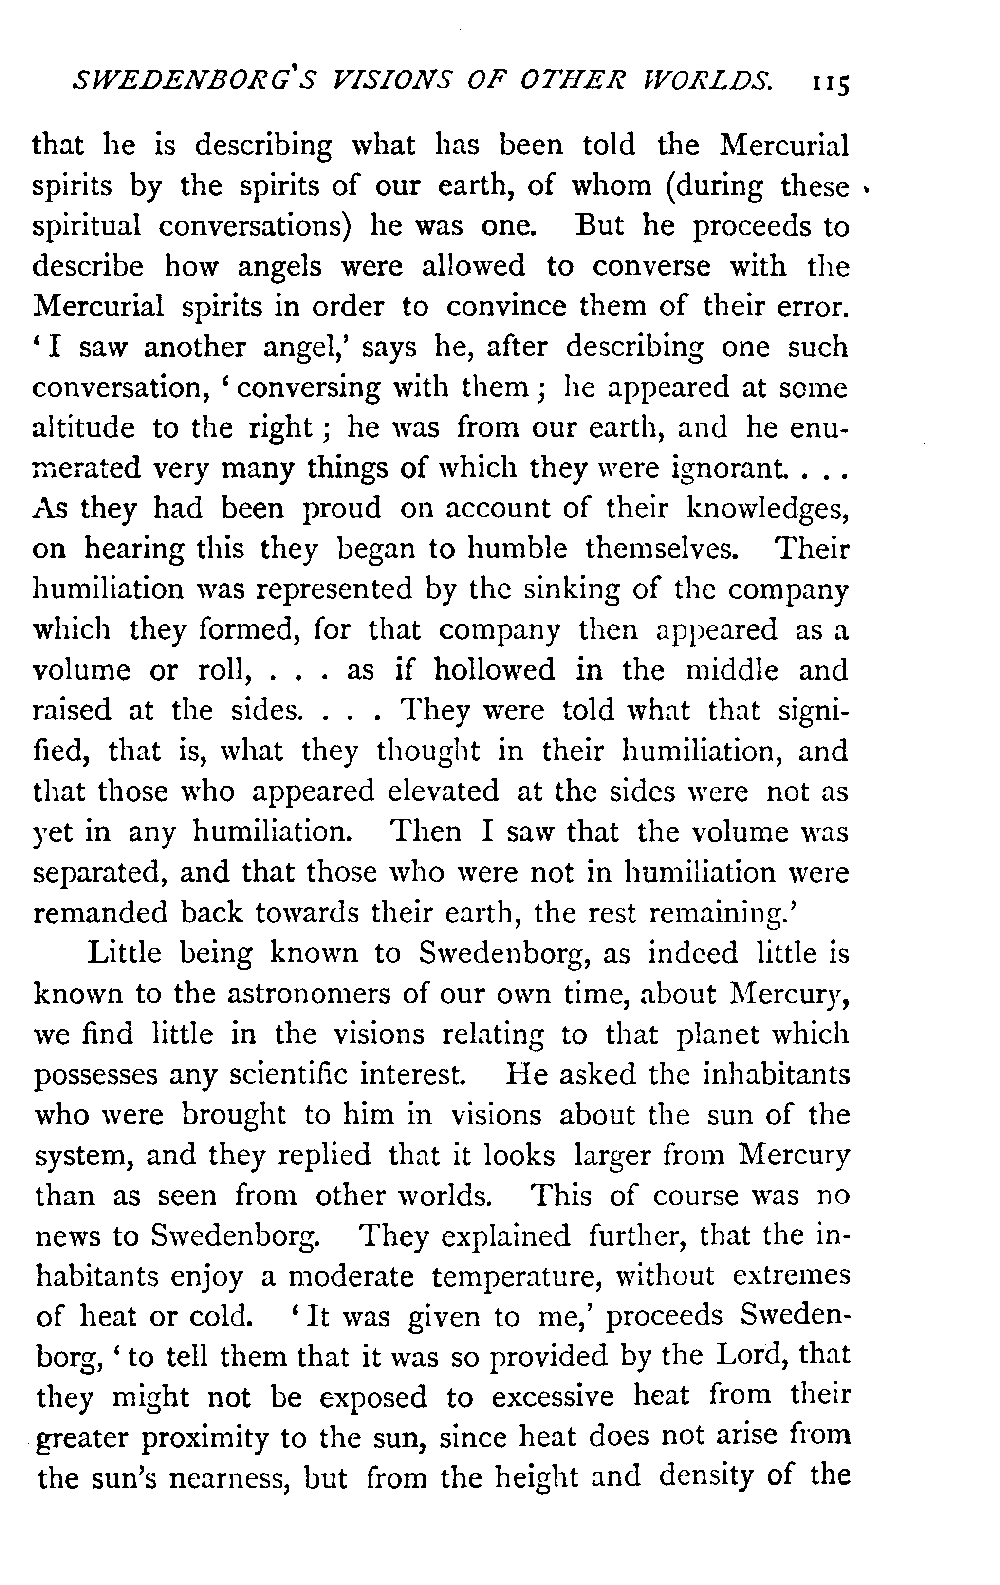 SWEDENBORG'S VISIONS OF OTHER WORLDS. 115
that he is describing what has been told the Mercurial
spirits by the spirits of our earth, of whom (during these
spiritual conversations) he was one. But he proceeds to
describe how angels were allowed to converse with the
Mercurial spirits in order to convince them of their error.
‘I saw another angel,’ says he, after describing one such
conversation, ‘conversing with them; he appeared at some
altitude to the right; he was from our earth, and he enu-
merated very many things of which they were ignorant. . . .
As they had been proud on account of their knowledges,
on hearing this they began to humble themselves. Their
humiliation was represented by the sinking of the company
which they formed, for that company then appeared as a
volume or roll, . . . as if hollowed in the middle and
raised at the sides. . . . They were told what that signi-
fied, that is, what they thought in their humiliation, and
that those who appeared elevated at the sides were not as
yet in any humiliation. Then I saw that the volume was
separated, and that those who were not in humiliation were
remanded back towards their earth, the rest remaining.’
Little being known to Swedenborg, as indeed little is
known to the astronomers of our own time, about Mercury,
we find little in the visions relating to that planet which
possesses any scientific interest. He asked the inhabitants
who were brought to him in visions about the sun of the
system, and they replied that it looks larger from Mercury
than as seen from other worlds. This of course was no
news to Swedenborg. They explained further, that the in-
habitants enjoy a moderate temperature, without extremes
of heat or cold. ‘It was given to me,’ proceeds Sweden-
borg, ‘to tell them that it was so provided by the Lord, that
they might not be exposed to excessive heat from their
greater proximity to the sun, since heat does not arise from
the sun’s nearness, but from the height and density of the